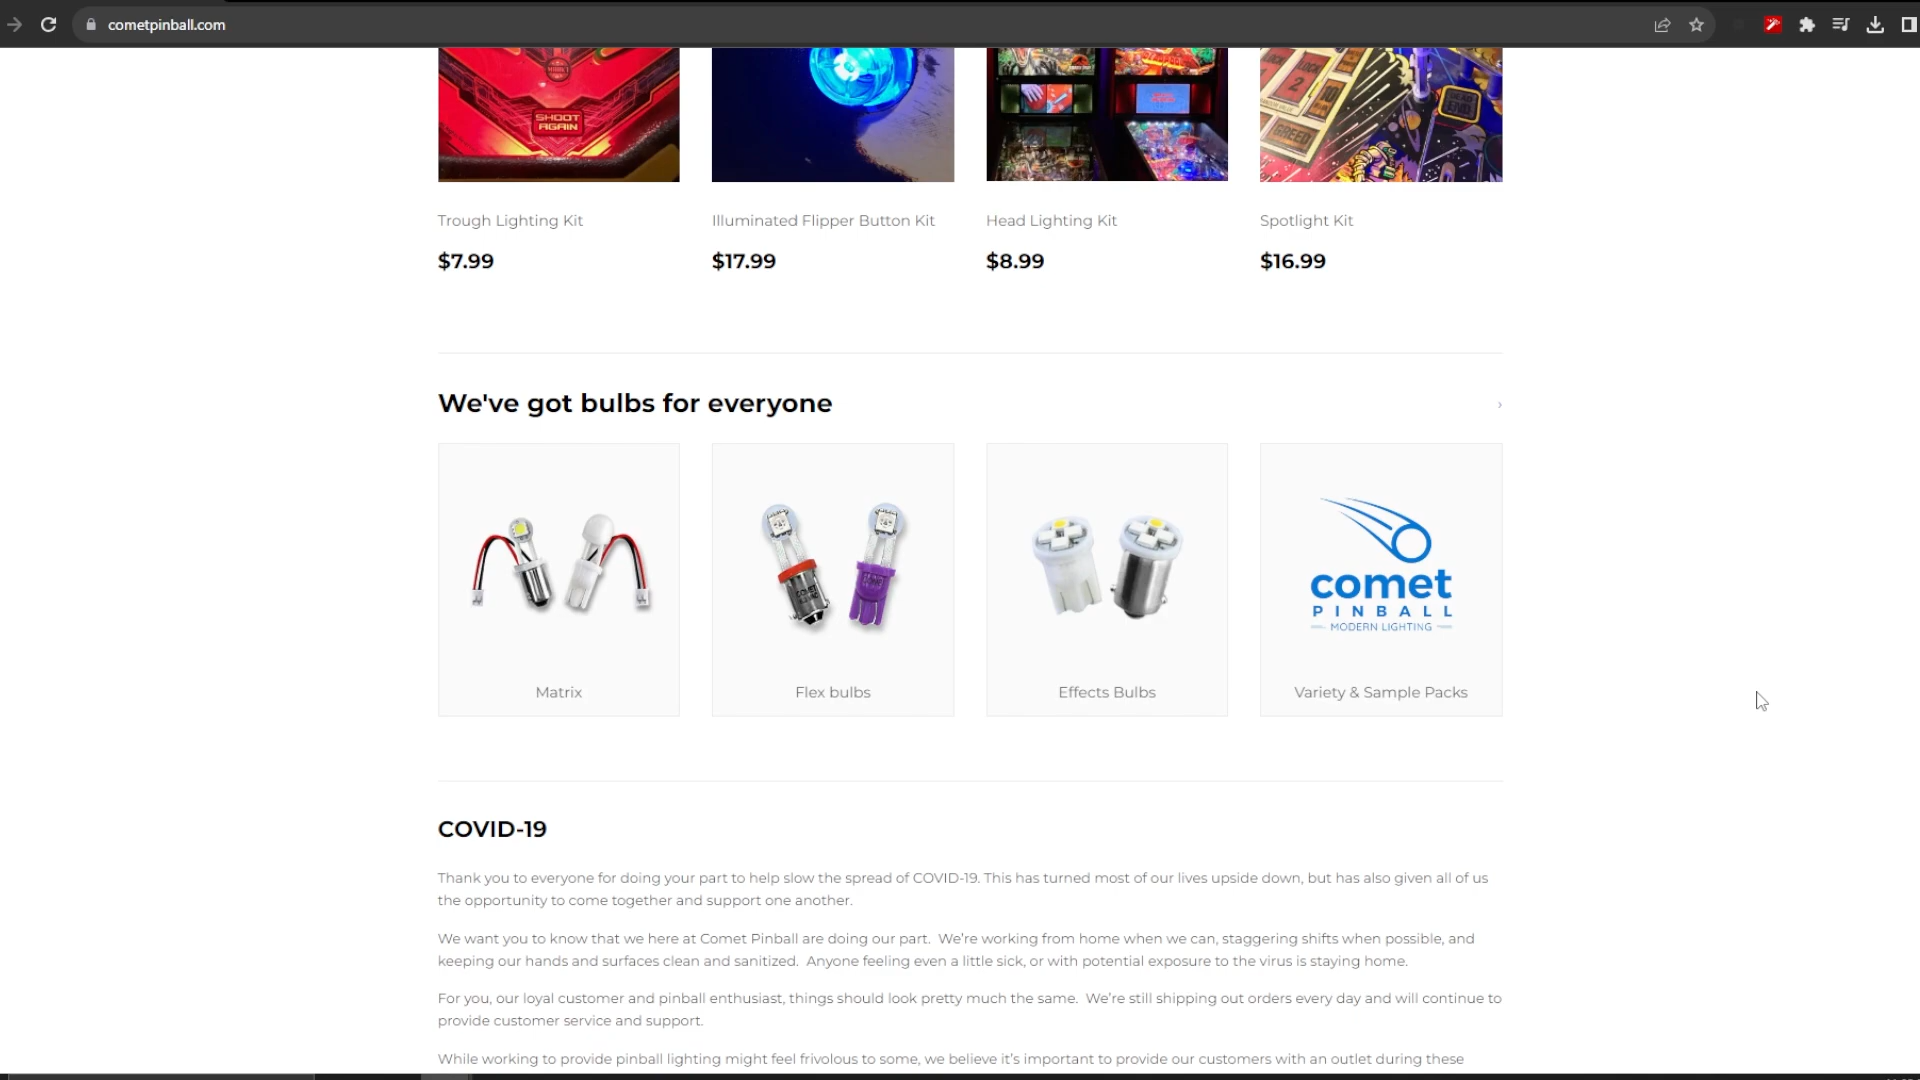 cometpinball.com
SHOOT
AGAIN
LOCK
2
GREED
Trough Lighting Kit
Illuminated Flipper Button Kit
Head Lighting Kit
Spotlight Kit
$7.99
$17.99
$8.99
$16.99
We've got bulbs for everyone
›
comet
PINBALL
MODERN LIGHTING
Matrix
Flex bulbs
Effects Bulbs
Variety & Sample Packs
COVID-19
Thank you to everyone for doing your part to help slow the spread of COVID-19. This has turned most of our lives upside down, but has also given all of us
the opportunity to come together and support one another.
We want you to know that we here at Comet Pinball are doing our part. We're working from home when we can, staggering shifts when possible, and
keeping our hands and surfaces clean and sanitized. Anyone feeling even a little sick, or with potential exposure to the virus is staying home.
For you, our loyal customer and pinball enthusiast, things should look pretty much the same. We're still shipping out orders every day and will continue to
provide customer service and support.
While working to provide pinball lighting might feel frivolous to some, we believe it's important to provide our customers with an outlet during these